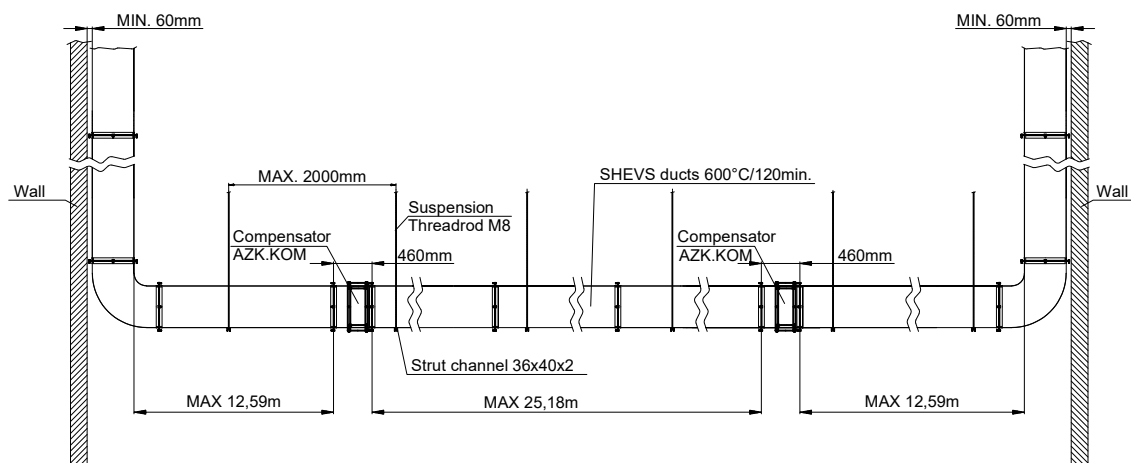 MIN. 60mm
MIN. 60mm
MAX. 2000mm
SHEVS ducts 600°C/120min.
Wall
Wall
Suspension
Threadrod M8
Compensator
AZK.KOM
460mm
Compensator
AZK.KOM
460mm
Strut channel 36x40x2
MAX 12,59m
MAX 25,18m
MAX 12,59m